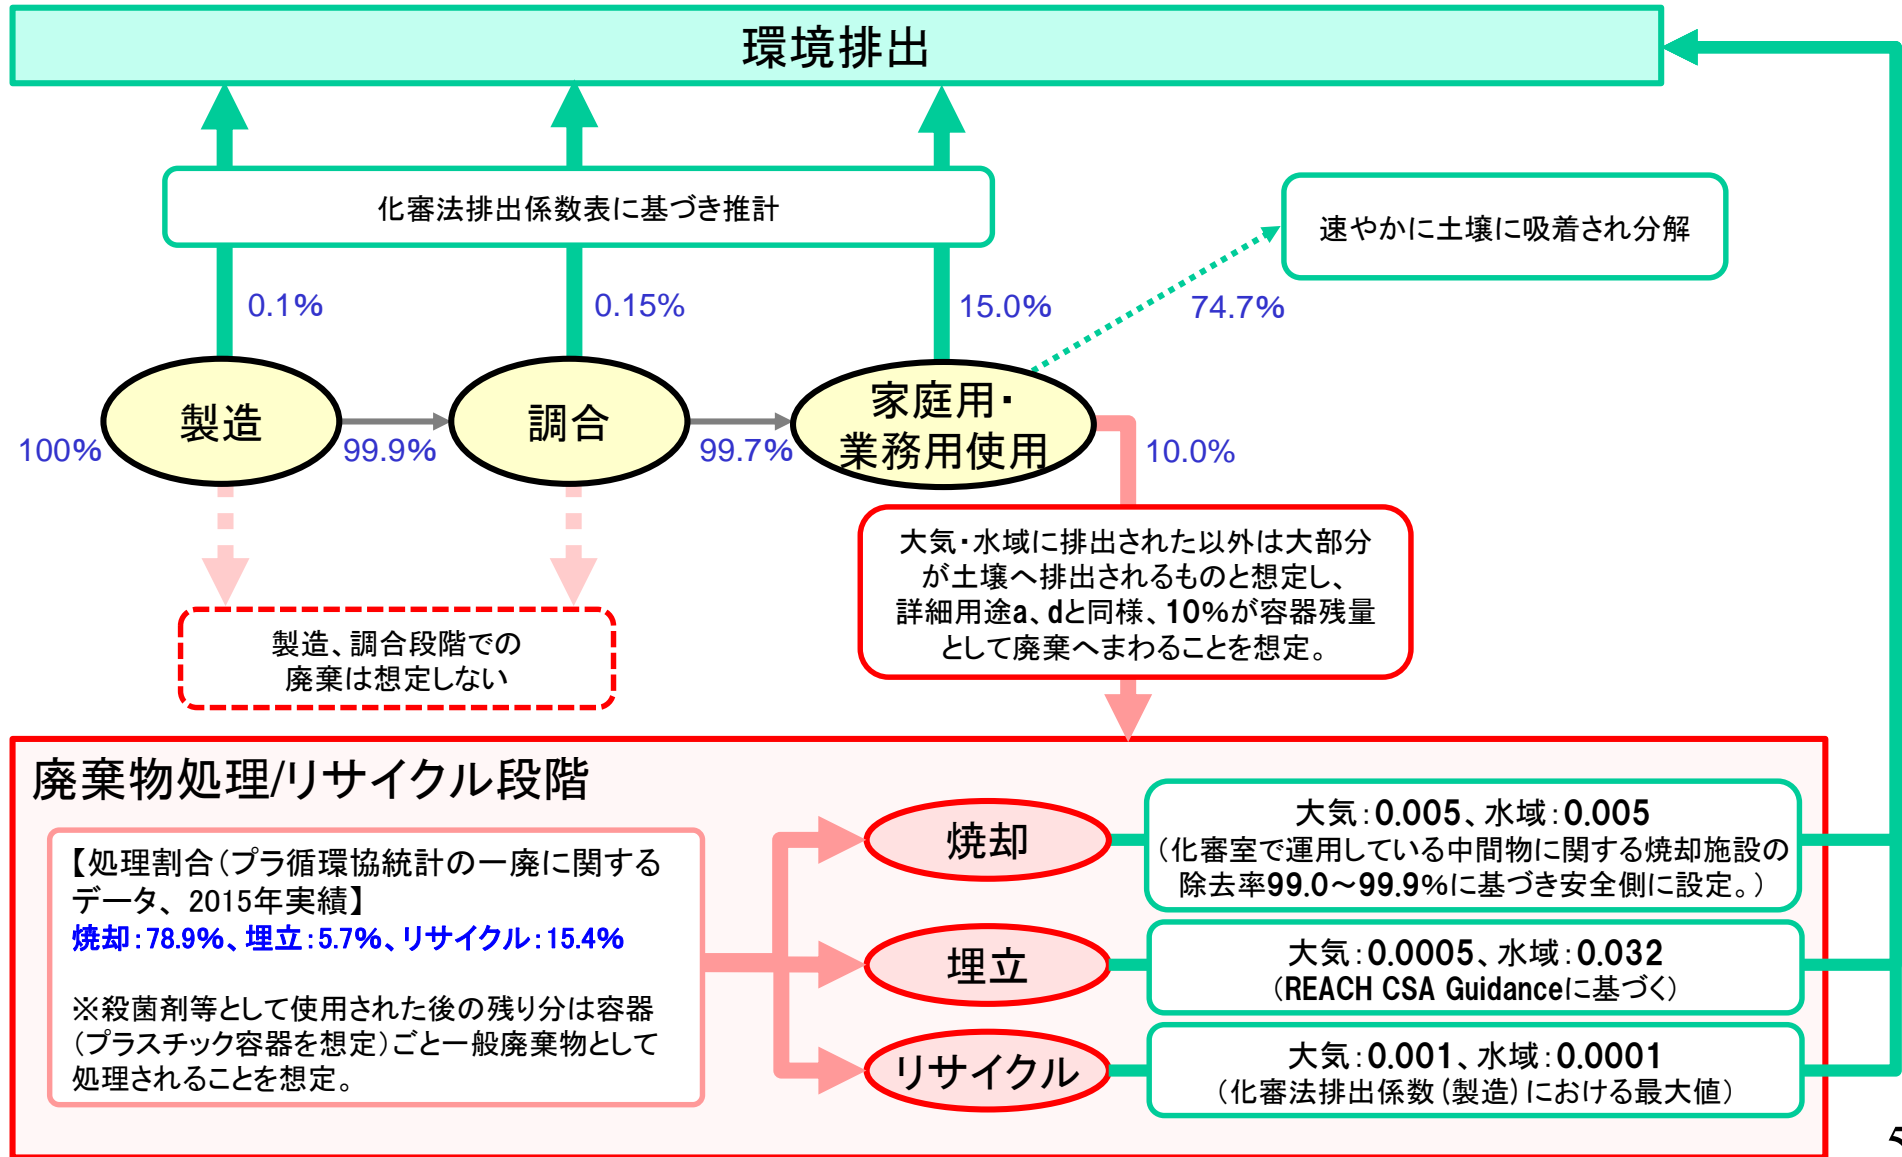 環境排出
化審法排出係数表に基づき推計
速やかに土壌に吸着され分解
0.1%
0.15%
15.0%
74.7%
製造
調合
家庭用・
業務用使用
100%
99.9%
99.7%
10.0%
大気・水域に排出された以外は大部分
が土壌へ排出されるものと想定し、
詳細用途a、dと同様、10%が容器残量
として廃棄へまわることを想定。
製造、調合段階での
廃棄は想定しない
廃棄物処理/リサイクル段階
【処理割合(プラ循環協統計の一廃に関する
データ、2015年実績】
焼却:78.9%、埋立:5.7%、リサイクル:15.4%
※殺菌剤等として使用された後の残り分は容器
(プラスチック容器を想定)ごと一般廃棄物として
処理されることを想定。
焼却
大気:0.005、水域:0.005
(化審室で運用している中間物に関する焼却施設の
除去率99.0~99.9%に基づき安全側に設定。)
埋立
大気:0.0005、水域:0.032
(REACH CSA Guidanceに基づく)
リサイクル
大気:0.001、水域:0.0001
(化審法排出係数(製造)における最大値)